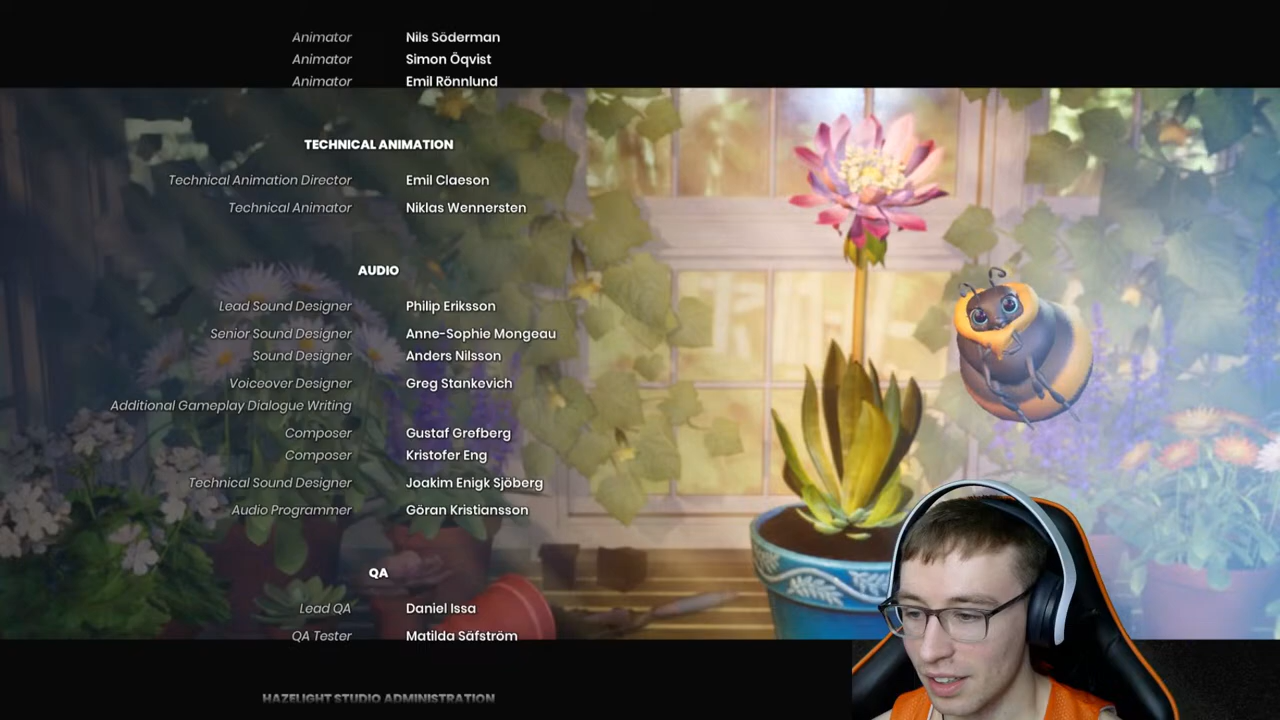 Animator Nils Söderman
Animator Simon Öqvist
Animator Emil Rönnlund
TECHNICAL ANIMATION
Technical Animation Director Emil Claeson
Technical Animator Niklas Wennersten
AUDIO
Lead Sound Designer Philip Eriksson
Senior Sound Designer Anne-Sophie Mongeau
Sound Designer Anders Nilsson
Voiceover Designer Greg Stankevich
Additional Gameplay Dialogue Writing
Composer Gustaf Grefberg
Composer Kristofer Eng
Technical Sound Designer Joakim Enigk Sjöberg
Audio Programmer Göran Kristiansson
QA
Lead QA Daniel Issa
QA Tester Matilda Säfström
HAZELIGHT STUDIO ADMINISTRATION